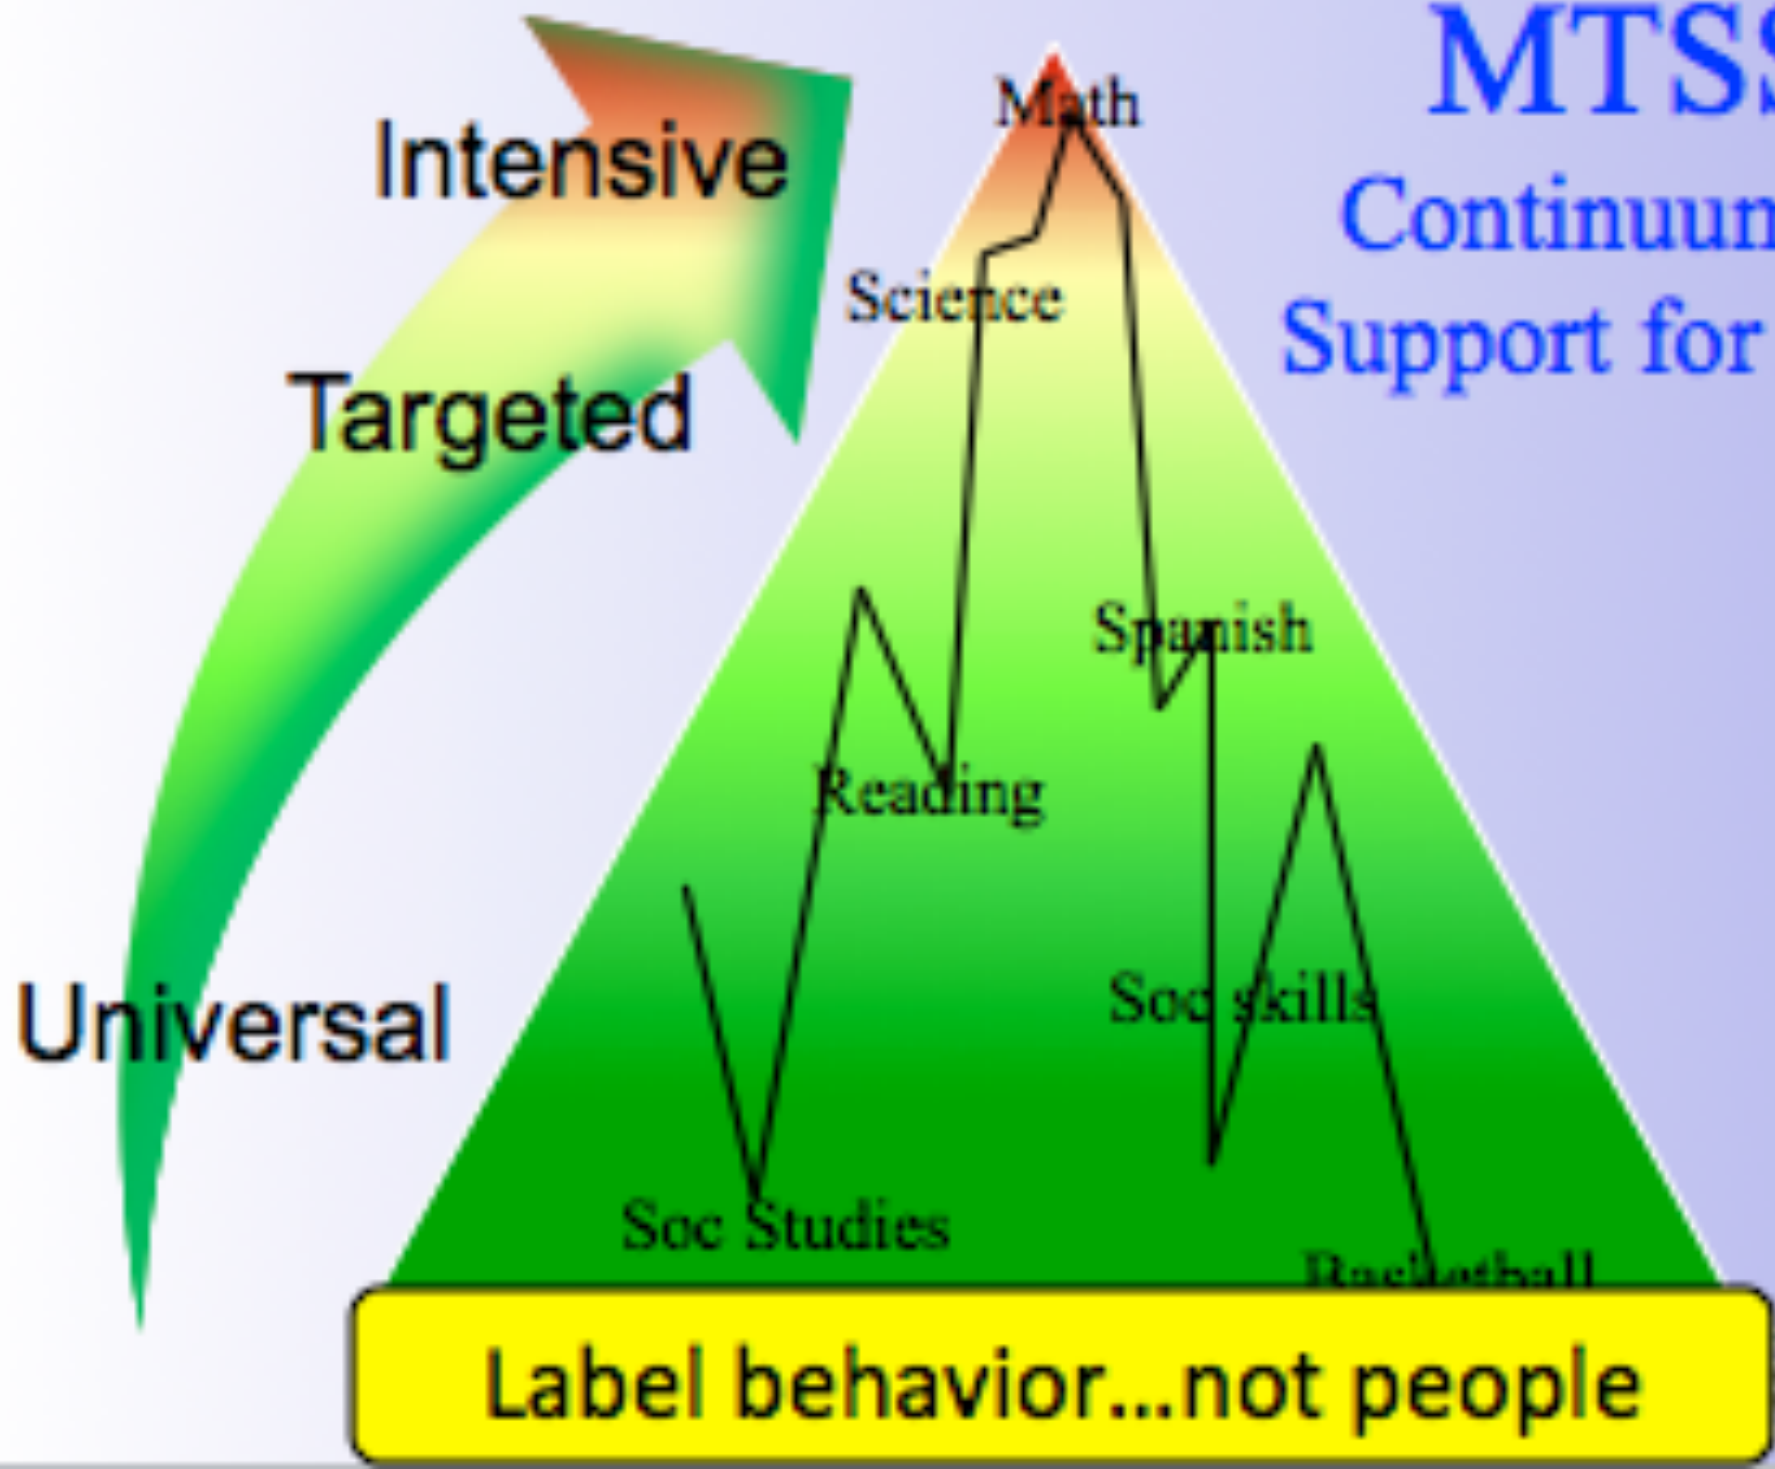 MTSS
Continuum
Support for
Intensive
Math
Science
Targeted
Spanish
Reading
Universal
Soc skills
Soc Studies
Basketball
Label behavior...not people